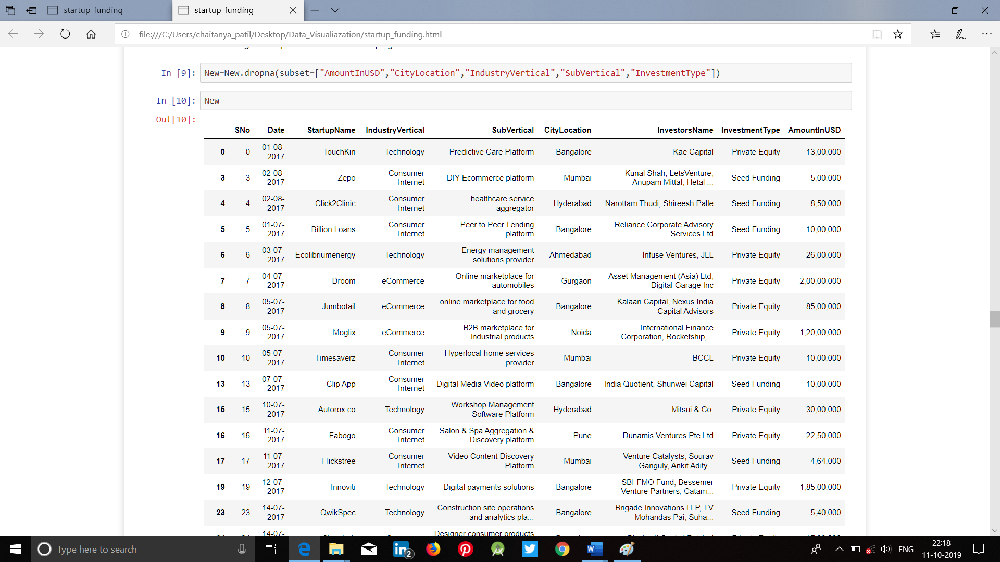 startup_funding
startup_funding
file:///C:/Users/chaitanya_patil/Desktop/Data_Visualiazation/startup_funding.html
In [9]: New=New.dropna(subset=["AmountInUSD","CityLocation","IndustryVertical","SubVertical","InvestmentType"])
In [10]: New
Out[10]:
SNo Date StartupName IndustryVertical SubVertical CityLocation InvestorsName InvestmentType AmountInUSD
0 0 01-08-2017 TouchKin Technology Predictive Care Platform Bangalore Kae Capital Private Equity 13,00,000
3 3 02-08-2017 Zepo Consumer Internet DIY Ecommerce platform Mumbai Kunal Shah, LetsVenture, Anupam Mittal, Hetal ... Seed Funding 5,00,000
4 4 02-08-2017 Click2Clinic Consumer Internet healthcare service aggregator Hyderabad Narottam Thudi, Shireesh Palle Seed Funding 8,50,000
5 5 01-07-2017 Billion Loans Consumer Internet Peer to Peer Lending platform Bangalore Reliance Corporate Advisory Services Ltd Seed Funding 10,00,000
6 6 03-07-2017 Ecolibriumenergy Technology Energy management solutions provider Ahmedabad Infuse Ventures, JLL Private Equity 26,00,000
7 7 04-07-2017 Droom eCommerce Online marketplace for automobiles Gurgaon Asset Management (Asia) Ltd, Digital Garage Inc Private Equity 2,00,00,000
8 8 05-07-2017 Jumbotail eCommerce online marketplace for food and grocery Bangalore Kalaari Capital, Nexus India Capital Advisors Private Equity 85,00,000
9 9 05-07-2017 Moglix eCommerce B2B marketplace for Industrial products Noida International Finance Corporation, Rocketship,... Private Equity 1,20,00,000
10 10 05-07-2017 Timesaverz Consumer Internet Hyperlocal home services provider Mumbai BCCL Private Equity 10,00,000
13 13 07-07-2017 Clip App Consumer Internet Digital Media Video platform Bangalore India Quotient, Shunwei Capital Seed Funding 10,00,000
15 15 10-07-2017 Autorox.co Technology Workshop Management Software Platform Hyderabad Mitsui & Co. Private Equity 30,00,000
16 16 11-07-2017 Fabogo Consumer Internet Salon & Spa Aggregation & Discovery platform Pune Dunamis Ventures Pte Ltd Private Equity 22,50,000
17 17 11-07-2017 Flickstree Consumer Internet Video Content Discovery Platform Mumbai Venture Catalysts, Sourav Ganguly, Ankit Adity... Seed Funding 4,64,000
19 19 12-07-2017 Innoviti Technology Digital payments solutions Bangalore SBI-FMO Fund, Bessemer Venture Partners, Catam... Private Equity 1,85,00,000
23 23 14-07-2017 QwikSpec Technology Construction site operations and analytics pla... Bangalore Brigade Innovations LLP, TV Mohandas Pai, Suha... Seed Funding 5,40,000
14-07- Designer consumer products
Type here to search
2
ENG
22:18
11-10-2019